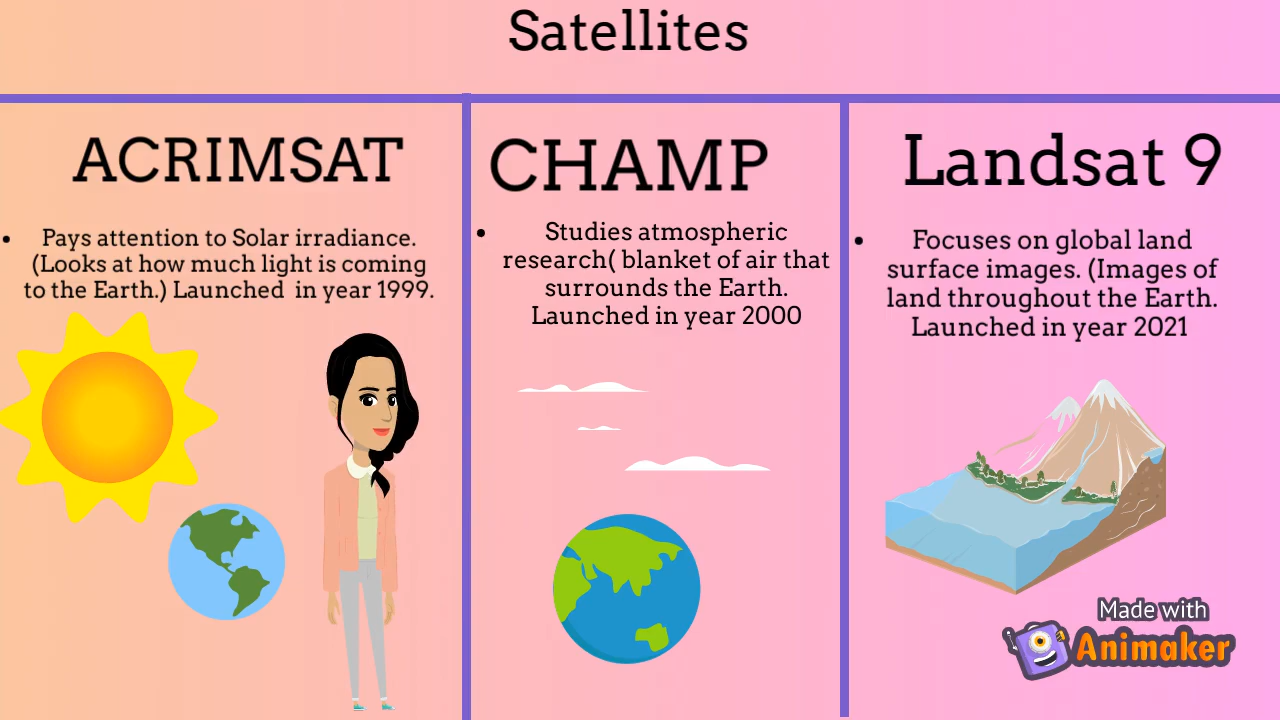 Satellites
ACRIMSAT
• Pays attention to Solar irradiance.
(Looks at how much light is coming
to the Earth.) Launched in year 1999.
CHAMP
• Studies atmospheric
research( blanket of air that
surrounds the Earth.
Launched in year 2000
Landsat 9
• Focuses on global land
surface images. (Images of
land throughout the Earth.
Launched in year 2021
Made with
Animaker